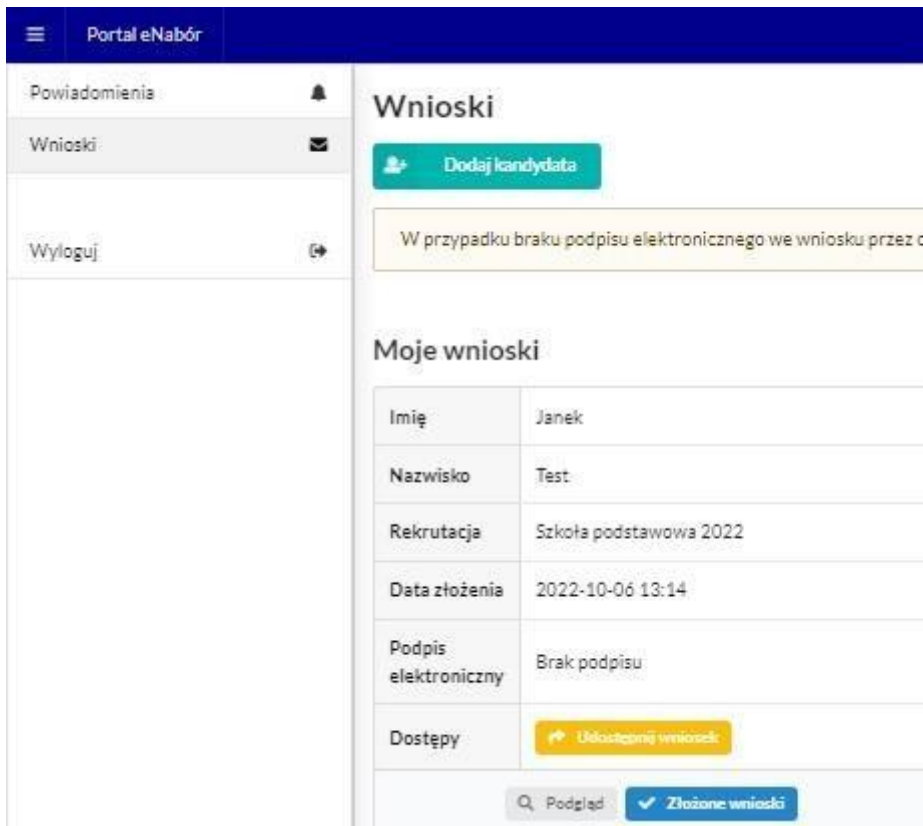 Portal eNabór
Powiadomienia
Wnioski
Wyloguj
Wnioski
Dodaj kandydata
W przypadku braku podpisu elektronicznego we wniosku przez
Moje wnioski
Imię Janek
Nazwisko Test
Rekrutacja Szkoła podstawowa 2022
Data złożenia 2022-10-06 13:14
Podpis
elektroniczny Brak podpisu
Dostępy Udostępnij wniosek
Podgląd Złożone wnioski